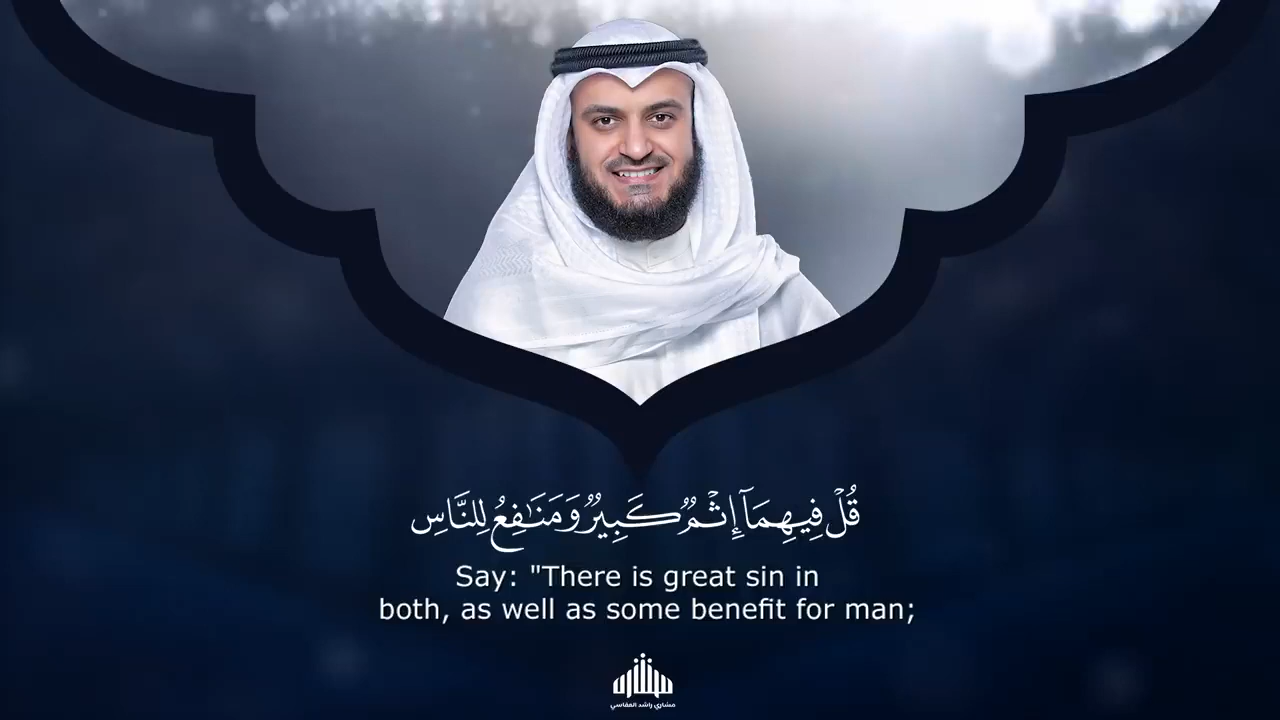 قُلْ فِيهِمَآ إِثْمٌ كَبِيرٌ وَمَنَٰفِعُ لِلنَّاسِ
Say: "There is great sin in
both, as well as some benefit for man;
مشاري راشد العفاسي